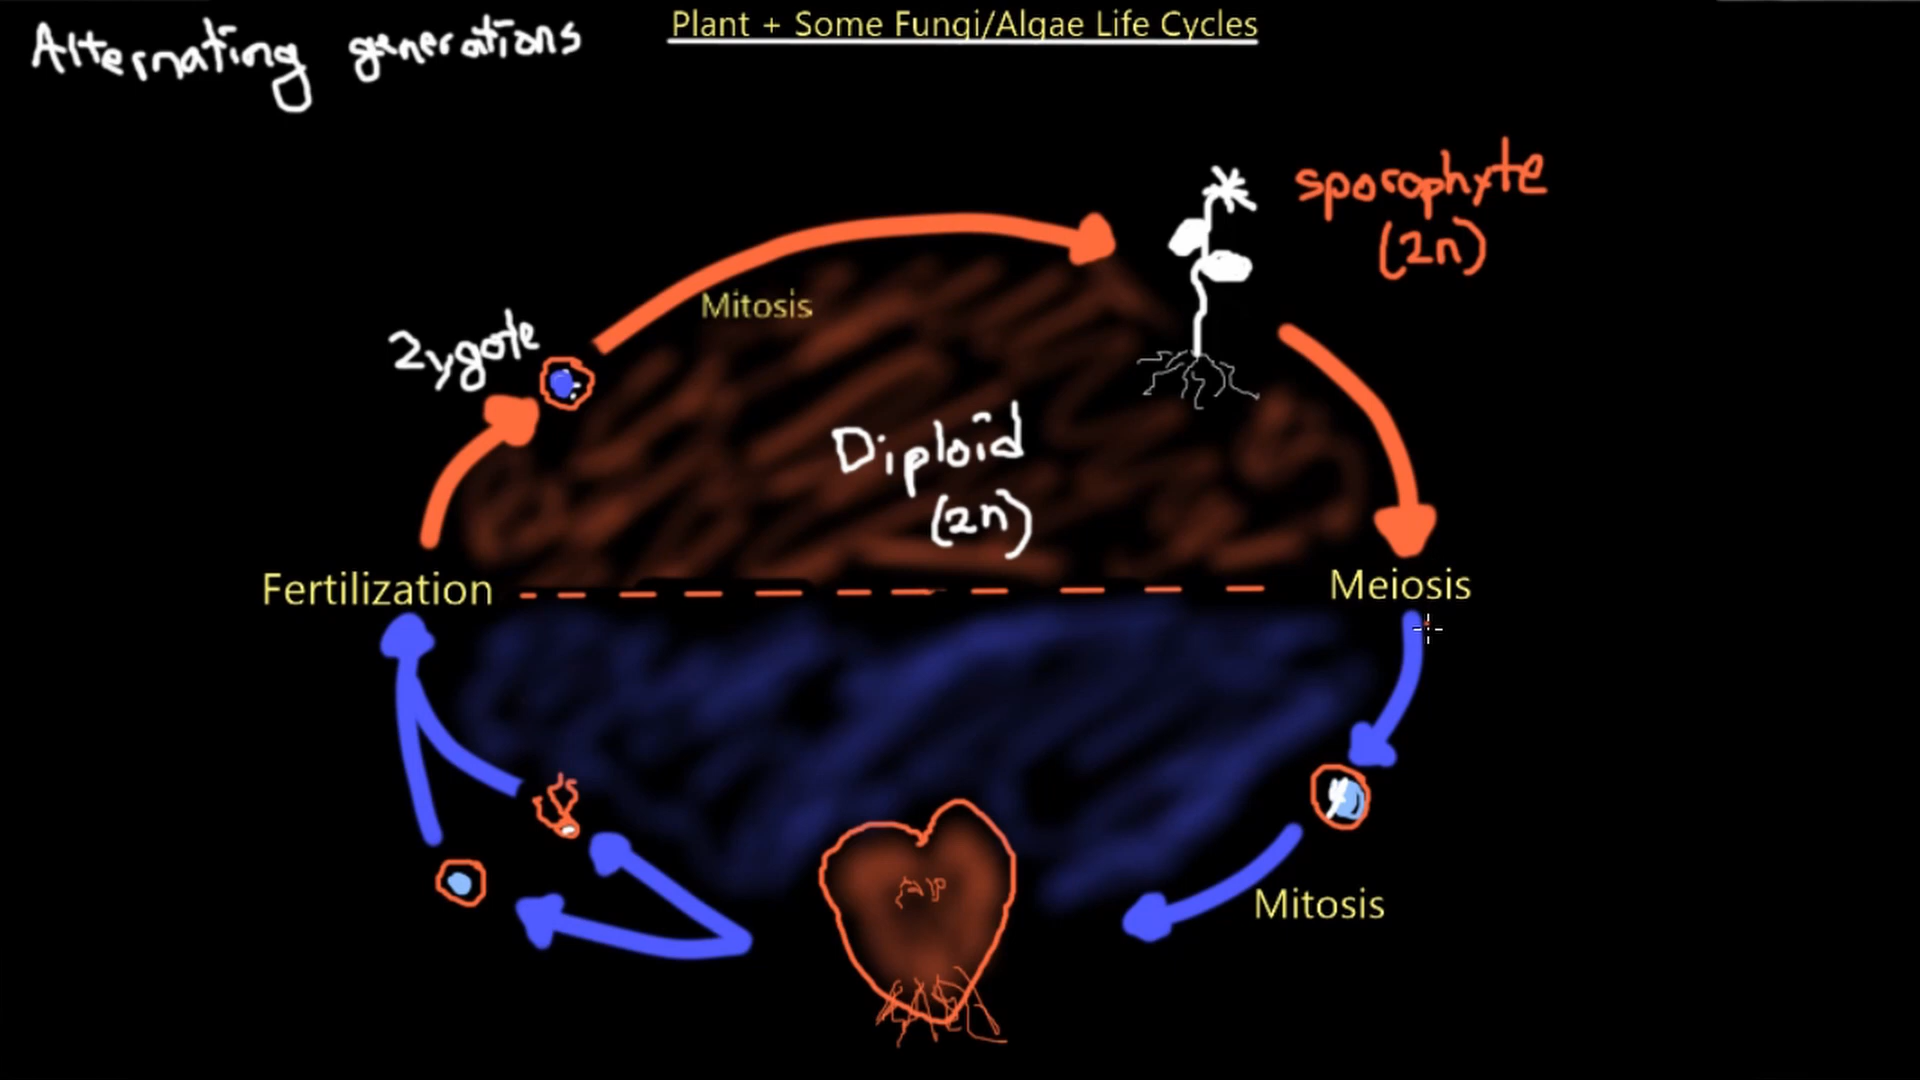 Alternating generations
Plant + Some Fungi/Algae Life Cycles
sporophyte
(2n)
Mitosis
Zygote
Diploid
(2n)
Fertilization
Meiosis
Mitosis